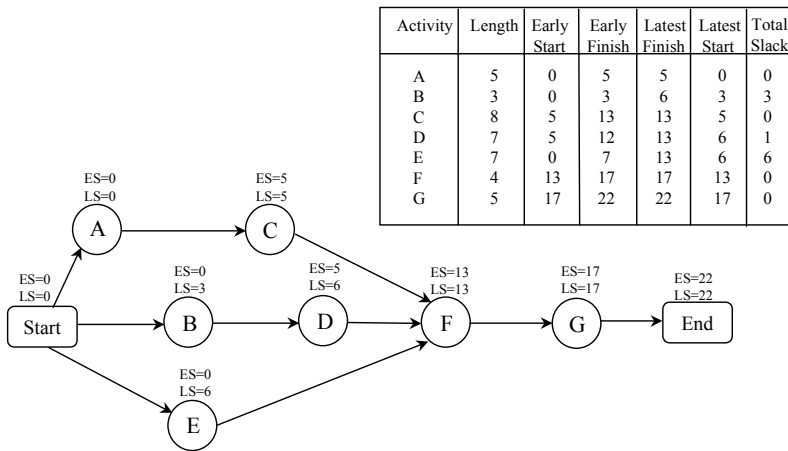 Activity Length Early Start Early Finish Latest Finish Latest Start Total Slack
A 5 0 5 5 0 0
B 3 0 3 6 3 3
C 8 5 13 13 5 0
D 7 5 12 13 6 1
E 7 0 7 13 6 6
F 4 13 17 17 13 0
G 5 17 22 22 17 0
ES=0
LS=0
A
ES=5
LS=5
C
ES=0
LS=0
Start
ES=0
LS=3
B
ES=5
LS=6
D
ES=13
LS=13
F
ES=17
LS=17
G
ES=22
LS=22
End
ES=0
LS=6
E